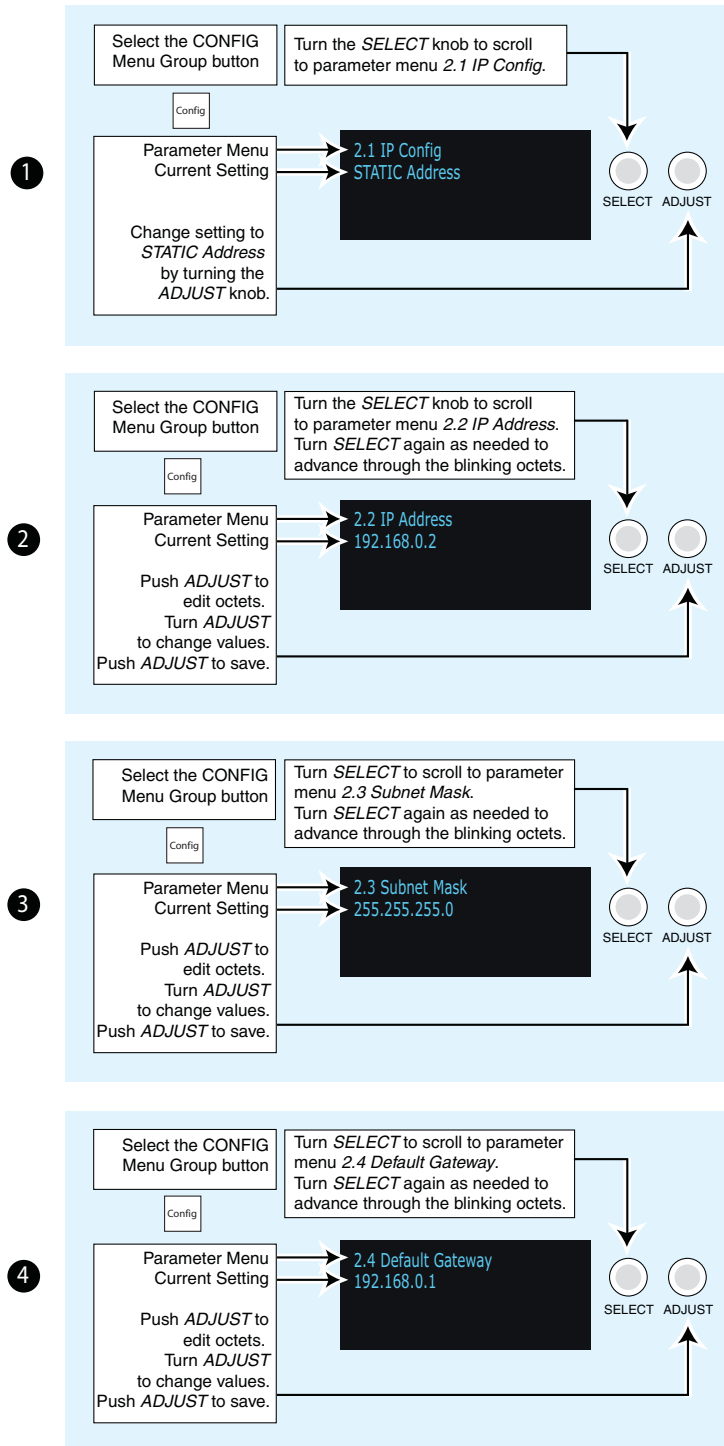 1
Select the CONFIG
Menu Group button
Turn the SELECT knob to scroll
to parameter menu 2.1 IP Config.
Config
Parameter Menu
Current Setting
Change setting to
STATIC Address
by turning the
ADJUST knob.
2.1 IP Config
STATIC Address
SELECT
ADJUST
2
Select the CONFIG
Menu Group button
Turn the SELECT knob to scroll
to parameter menu 2.2 IP Address.
Turn SELECT again as needed to
advance through the blinking octets.
Config
Parameter Menu
Current Setting
Push ADJUST to
edit octets.
Turn ADJUST
to change values.
Push ADJUST to save.
2.2 IP Address
192.168.0.2
SELECT
ADJUST
3
Select the CONFIG
Menu Group button
Turn SELECT to scroll to parameter
menu 2.3 Subnet Mask.
Turn SELECT again as needed to
advance through the blinking octets.
Config
Parameter Menu
Current Setting
Push ADJUST to
edit octets.
Turn ADJUST
to change values.
Push ADJUST to save.
2.3 Subnet Mask
255.255.255.0
SELECT
ADJUST
4
Select the CONFIG
Menu Group button
Turn SELECT to scroll to parameter
menu 2.4 Default Gateway.
Turn SELECT again as needed to
advance through the blinking octets.
Config
Parameter Menu
Current Setting
Push ADJUST to
edit octets.
Turn ADJUST
to change values.
Push ADJUST to save.
2.4 Default Gateway
192.168.0.1
SELECT
ADJUST